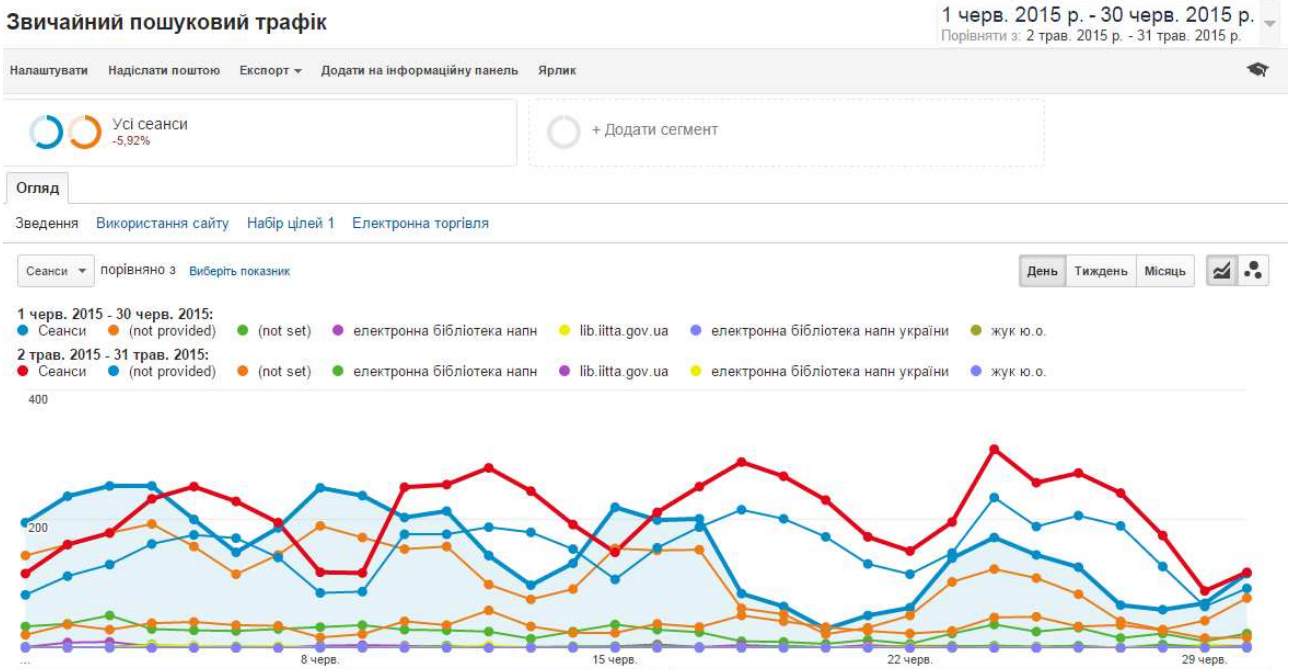 Звичайний пошуковий трафік
1 черв. 2015 р. - 30 черв. 2015 р.
Порівняти з: 2 трав. 2015 р. - 31 трав. 2015 р.
Налаштувати Надіслати поштою Експорт Додати на інформаційну панель Ярлик
Усі сеанси
-5,92%
+ Додати сегмент
Огляд
Зведення Використання сайту Набір цілей 1 Електронна торгівля
Сеанси порівняно з Виберіть показник
День Тиждень Місяць
1 черв. 2015 - 30 черв. 2015:
Сеанси (not provided) (not set) електронна бібліотека напн lib.iitta.gov.ua електронна бібліотека напн україни жук ю.о.
2 трав. 2015 - 31 трав. 2015:
Сеанси (not provided) (not set) електронна бібліотека напн lib.iitta.gov.ua електронна бібліотека напн україни жук ю.о.
400
200
... 8 черв. 15 черв. 22 черв. 29 черв.